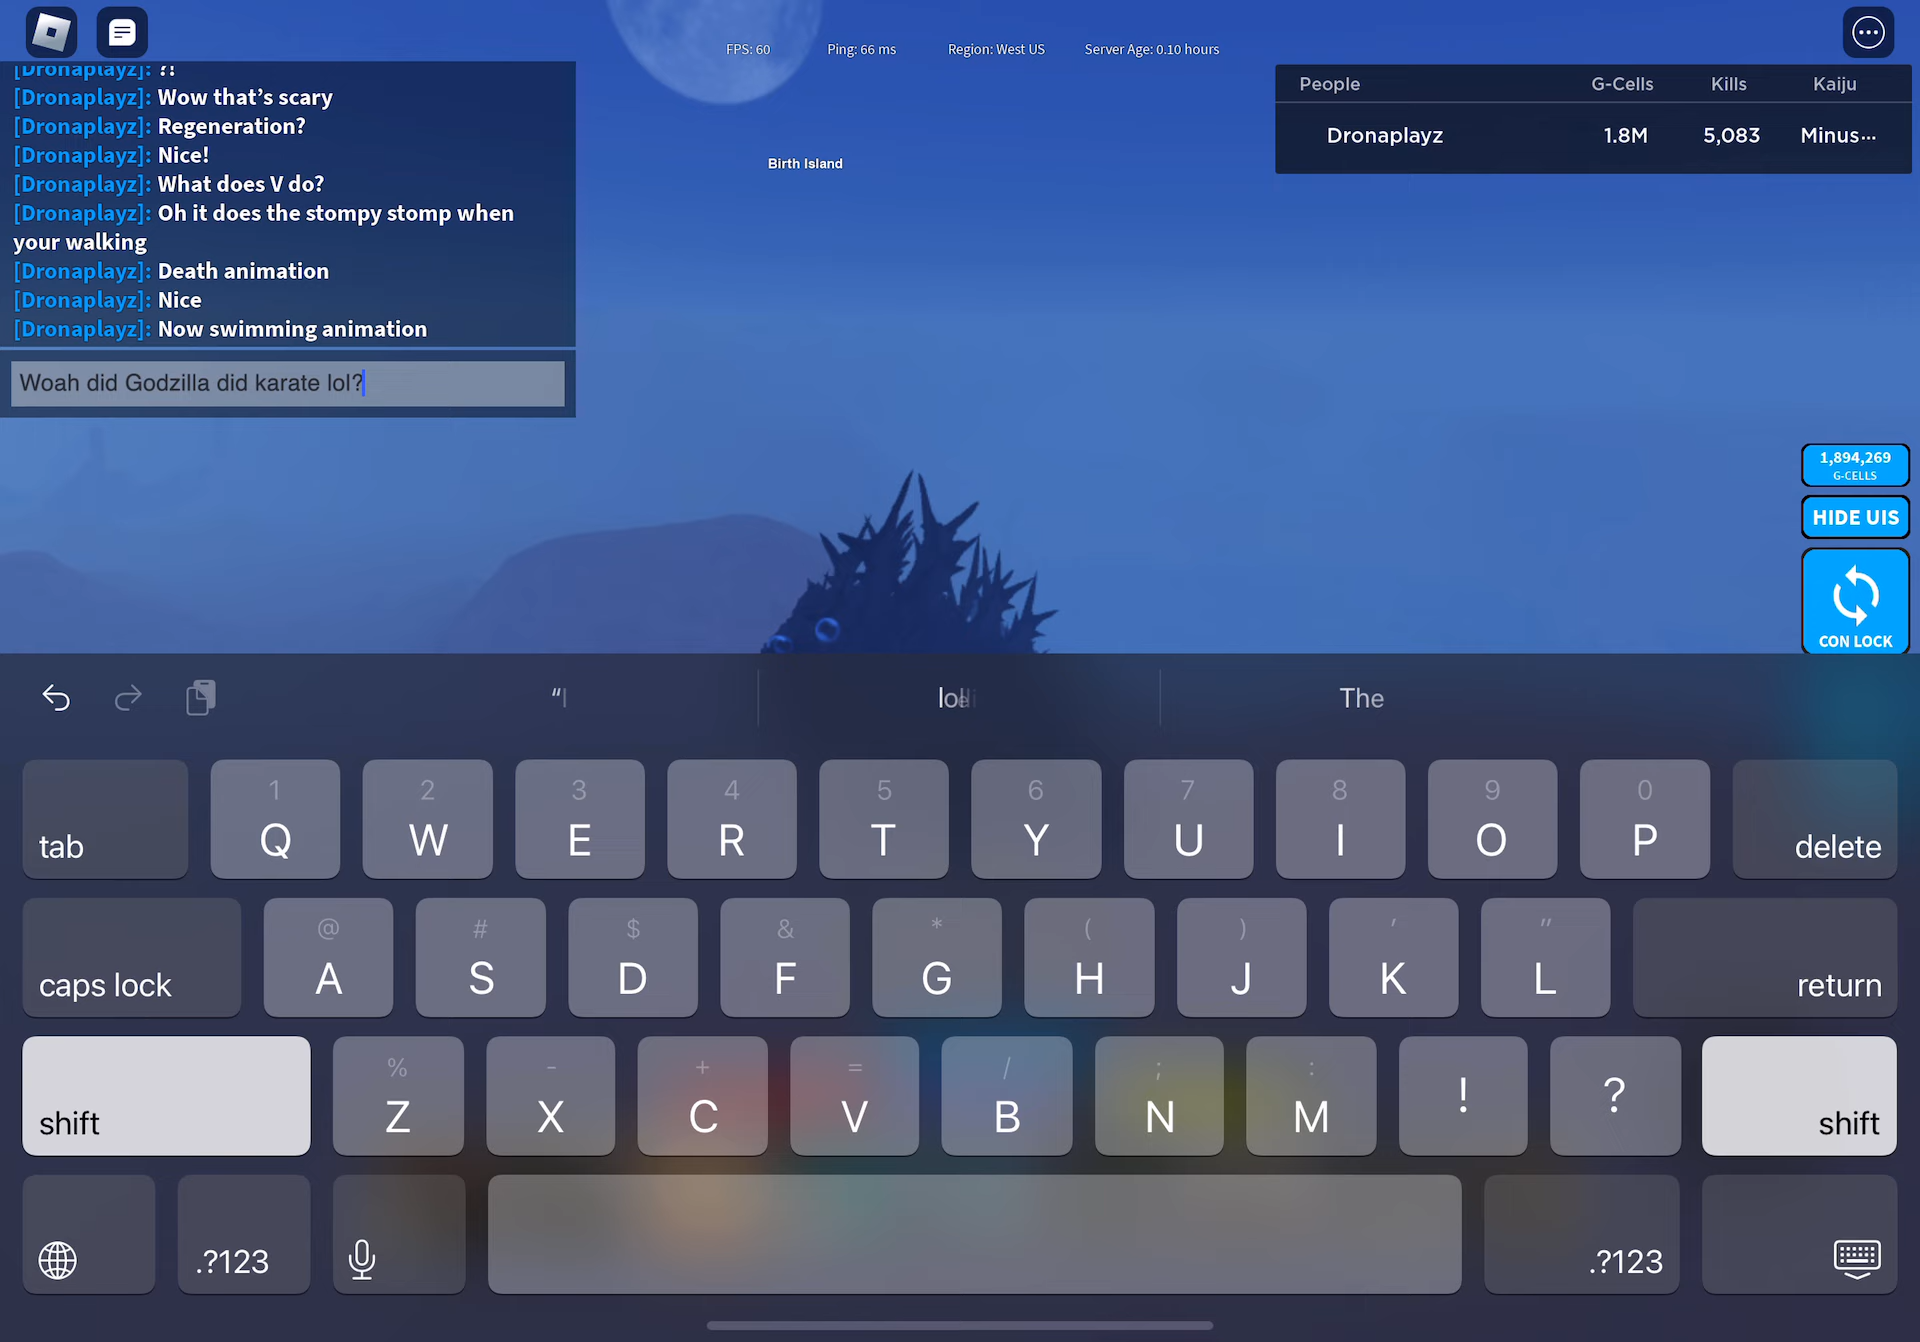 FPS: 60 Ping: 66 ms Region: West US Server Age: 0.10 hours
[Dronaplayz]: ?!
[Dronaplayz]: Wow that’s scary
[Dronaplayz]: Regeneration?
[Dronaplayz]: Nice!
[Dronaplayz]: What does V do?
[Dronaplayz]: Oh it does the stompy stomp when
your walking
[Dronaplayz]: Death animation
[Dronaplayz]: Nice
[Dronaplayz]: Now swimming animation
Woah did Godzilla did karate lol?
Birth Island
People G-Cells Kills Kaiju
Dronaplayz 1.8M 5,083 Minus...
1,894,269
G-CELLS
HIDE UIS
CON LOCK
The
1 2 3 4 5 6 7 8 9 0
tab Q W E R T Y U I O P delete
@ # $ & * ( ) ' "
caps lock A S D F G H J K L return
% - + = / ; :
shift Z X C V B N M ! ? shift
.?123 .?123